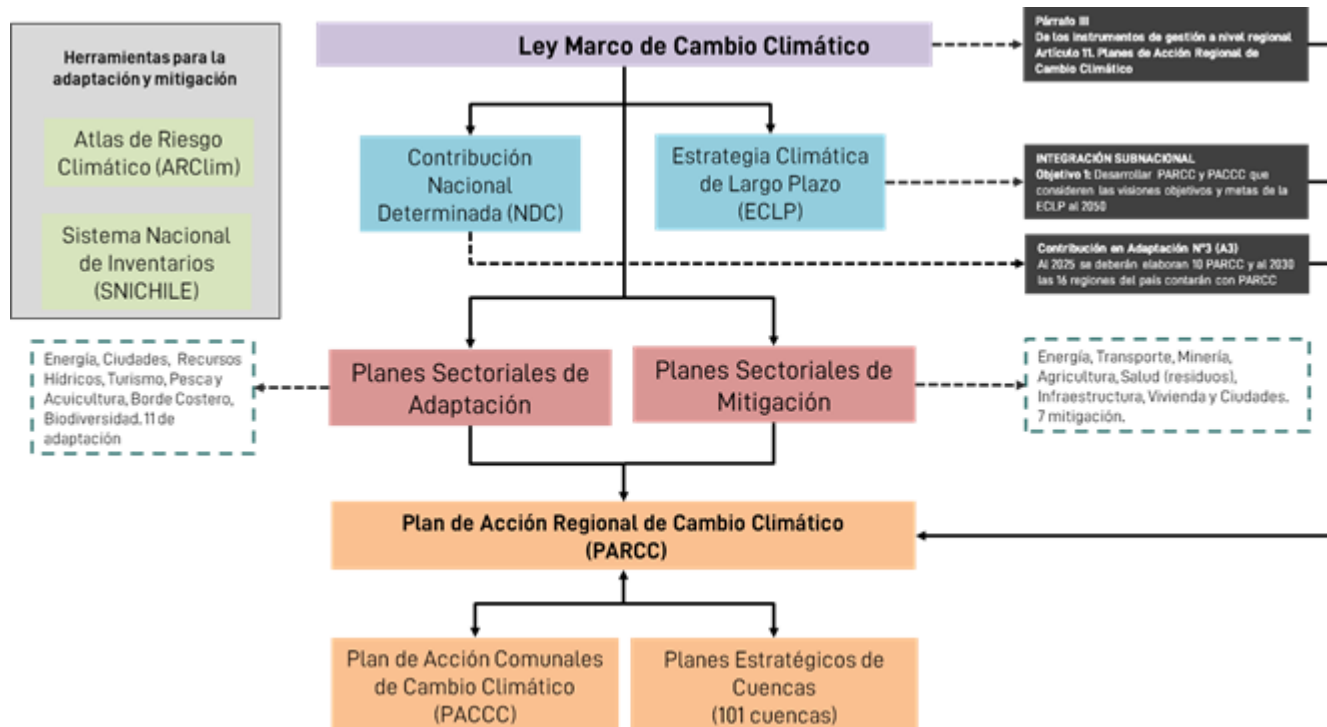 Herramientas para la
adaptación y mitigación
Atlas de Riesgo
Climático (ARClim)
Sistema Nacional
de Inventarios
(SNICHILE)
Ley Marco de Cambio Climático
Párrafo III
De los instrumentos de gestión a nivel regional
Artículo 11. Planes de Acción Regional de
Cambio Climático
Contribución
Nacional
Determinada (NDC)
Estrategia Climática
de Largo Plazo
(ECLP)
INTEGRACIÓN SUBNACIONAL
Objetivo 1: Desarrollar PARCC y PACCC que
consideren las visiones objetivos y metas de la
ECLP al 2050
Contribución en Adaptación N°3 (A3)
Al 2025 se deberán elaboran 10 PARCC y al 2030
las 16 regiones del país contarán con PARCC
Energía, Ciudades, Recursos
Hídricos, Turismo, Pesca y
Acuicultura, Borde Costero,
Biodiversidad. 11 de
adaptación
Planes Sectoriales de
Adaptación
Planes Sectoriales de
Mitigación
Energía, Transporte, Minería,
Agricultura, Salud (residuos),
Infraestructura, Vivienda y Ciudades.
7 mitigación.
Plan de Acción Regional de Cambio Climático
(PARCC)
Plan de Acción Comunales
de Cambio Climático
(PACCC)
Planes Estratégicos de
Cuencas
(101 cuencas)